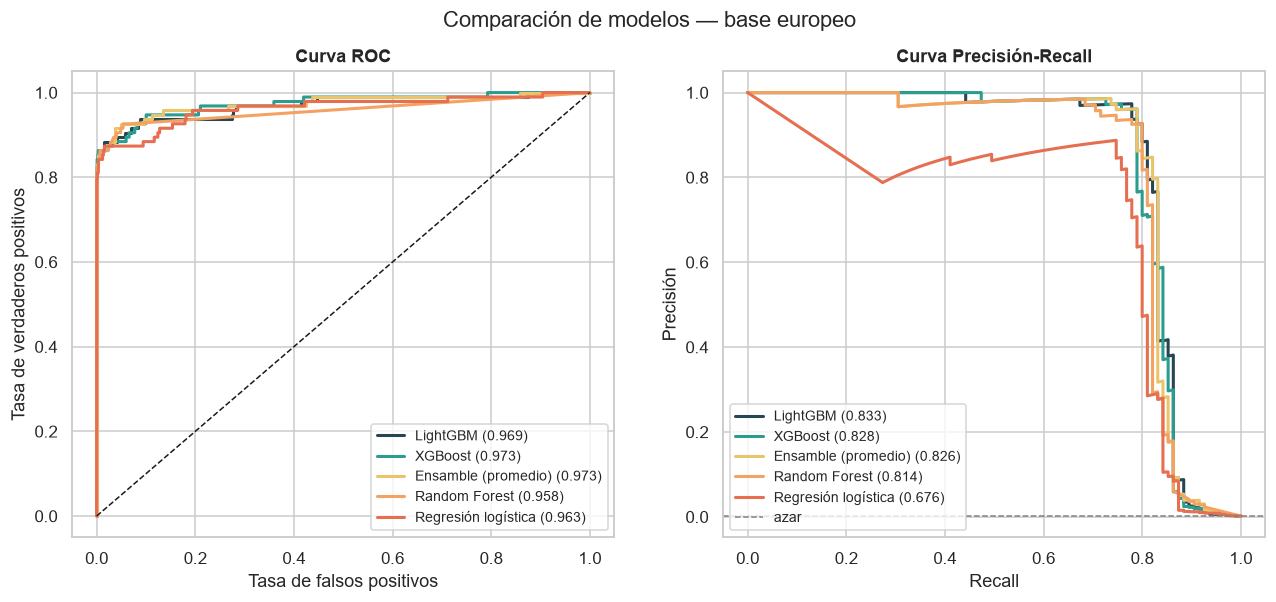 Comparación de modelos — base europeo
Curva ROC
Tasa de verdaderos positivos
1.0
0.8
0.6
0.4
0.2
0.0
0.0 0.2 0.4 0.6 0.8 1.0
Tasa de falsos positivos
LightGBM (0.969)
XGBoost (0.973)
Ensamble (promedio) (0.973)
Random Forest (0.958)
Regresión logística (0.963)
Curva Precisión-Recall
Precisión
1.0
0.8
0.6
0.4
0.2
0.0
0.0 0.2 0.4 0.6 0.8 1.0
Recall
LightGBM (0.833)
XGBoost (0.828)
Ensamble (promedio) (0.826)
Random Forest (0.814)
Regresión logística (0.676)
azar